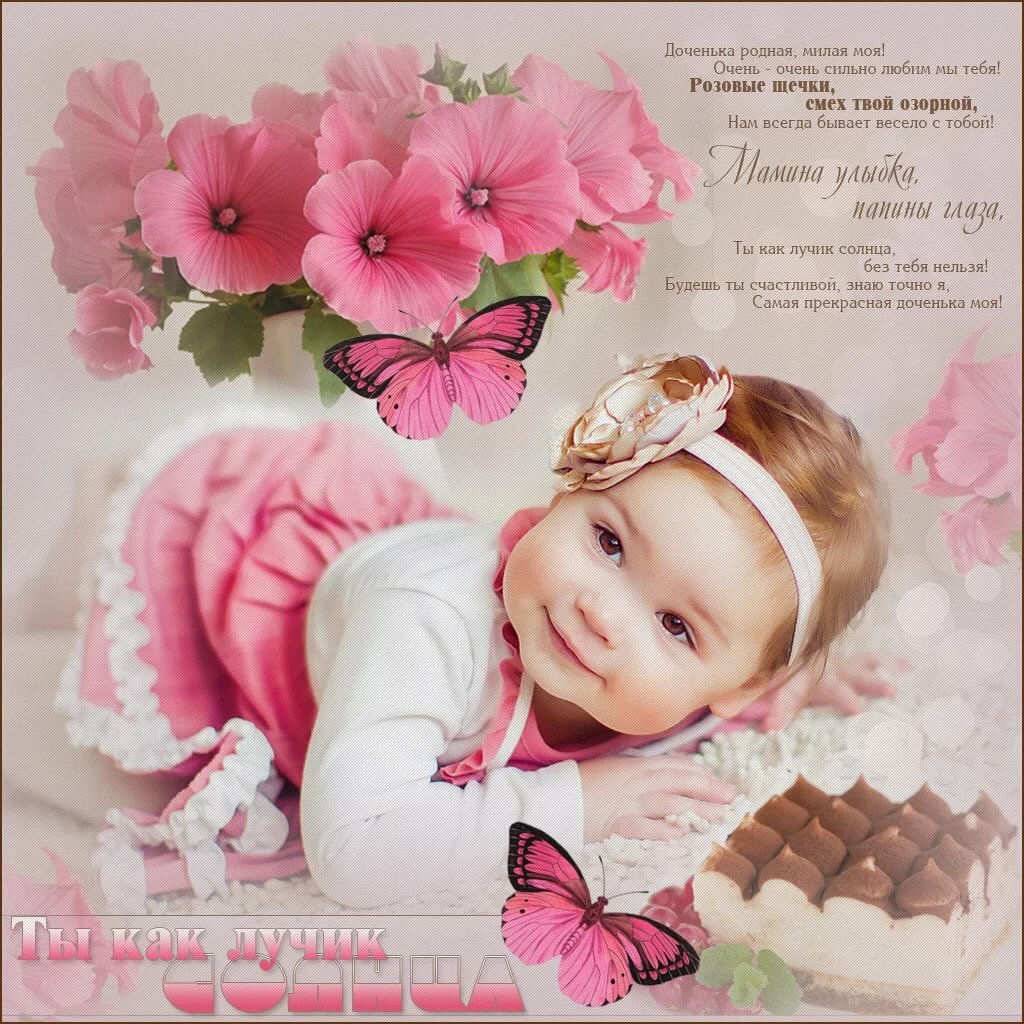 Доченька родная, милая моя!
Очень - очень сильно любим мы тебя!
Розовые щечки,
смех твой озорной,
Нам всегда бывает весело с тобой!
Мамина улыбка,
папины глаза,
Ты как лучик солнца,
без тебя нельзя!
Будешь ты счастливой, знаю точно я,
Самая прекрасная доченька моя!
Ты как лучик
СОЛНЦА